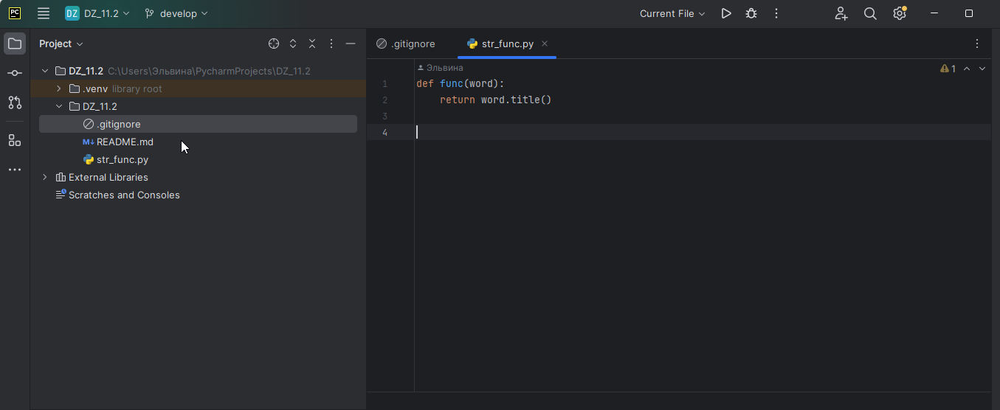 PC DZ DZ_11.2 develop Current File
Project
.gitignore str_func.py
DZ_11.2 C:\Users\Эльвина\PycharmProjects\DZ_11.2
.venv library root
DZ_11.2
.gitignore
README.md
str_func.py
External Libraries
Scratches and Consoles
Эльвина
1
1 def func(word):
2 return word.title()
3
4